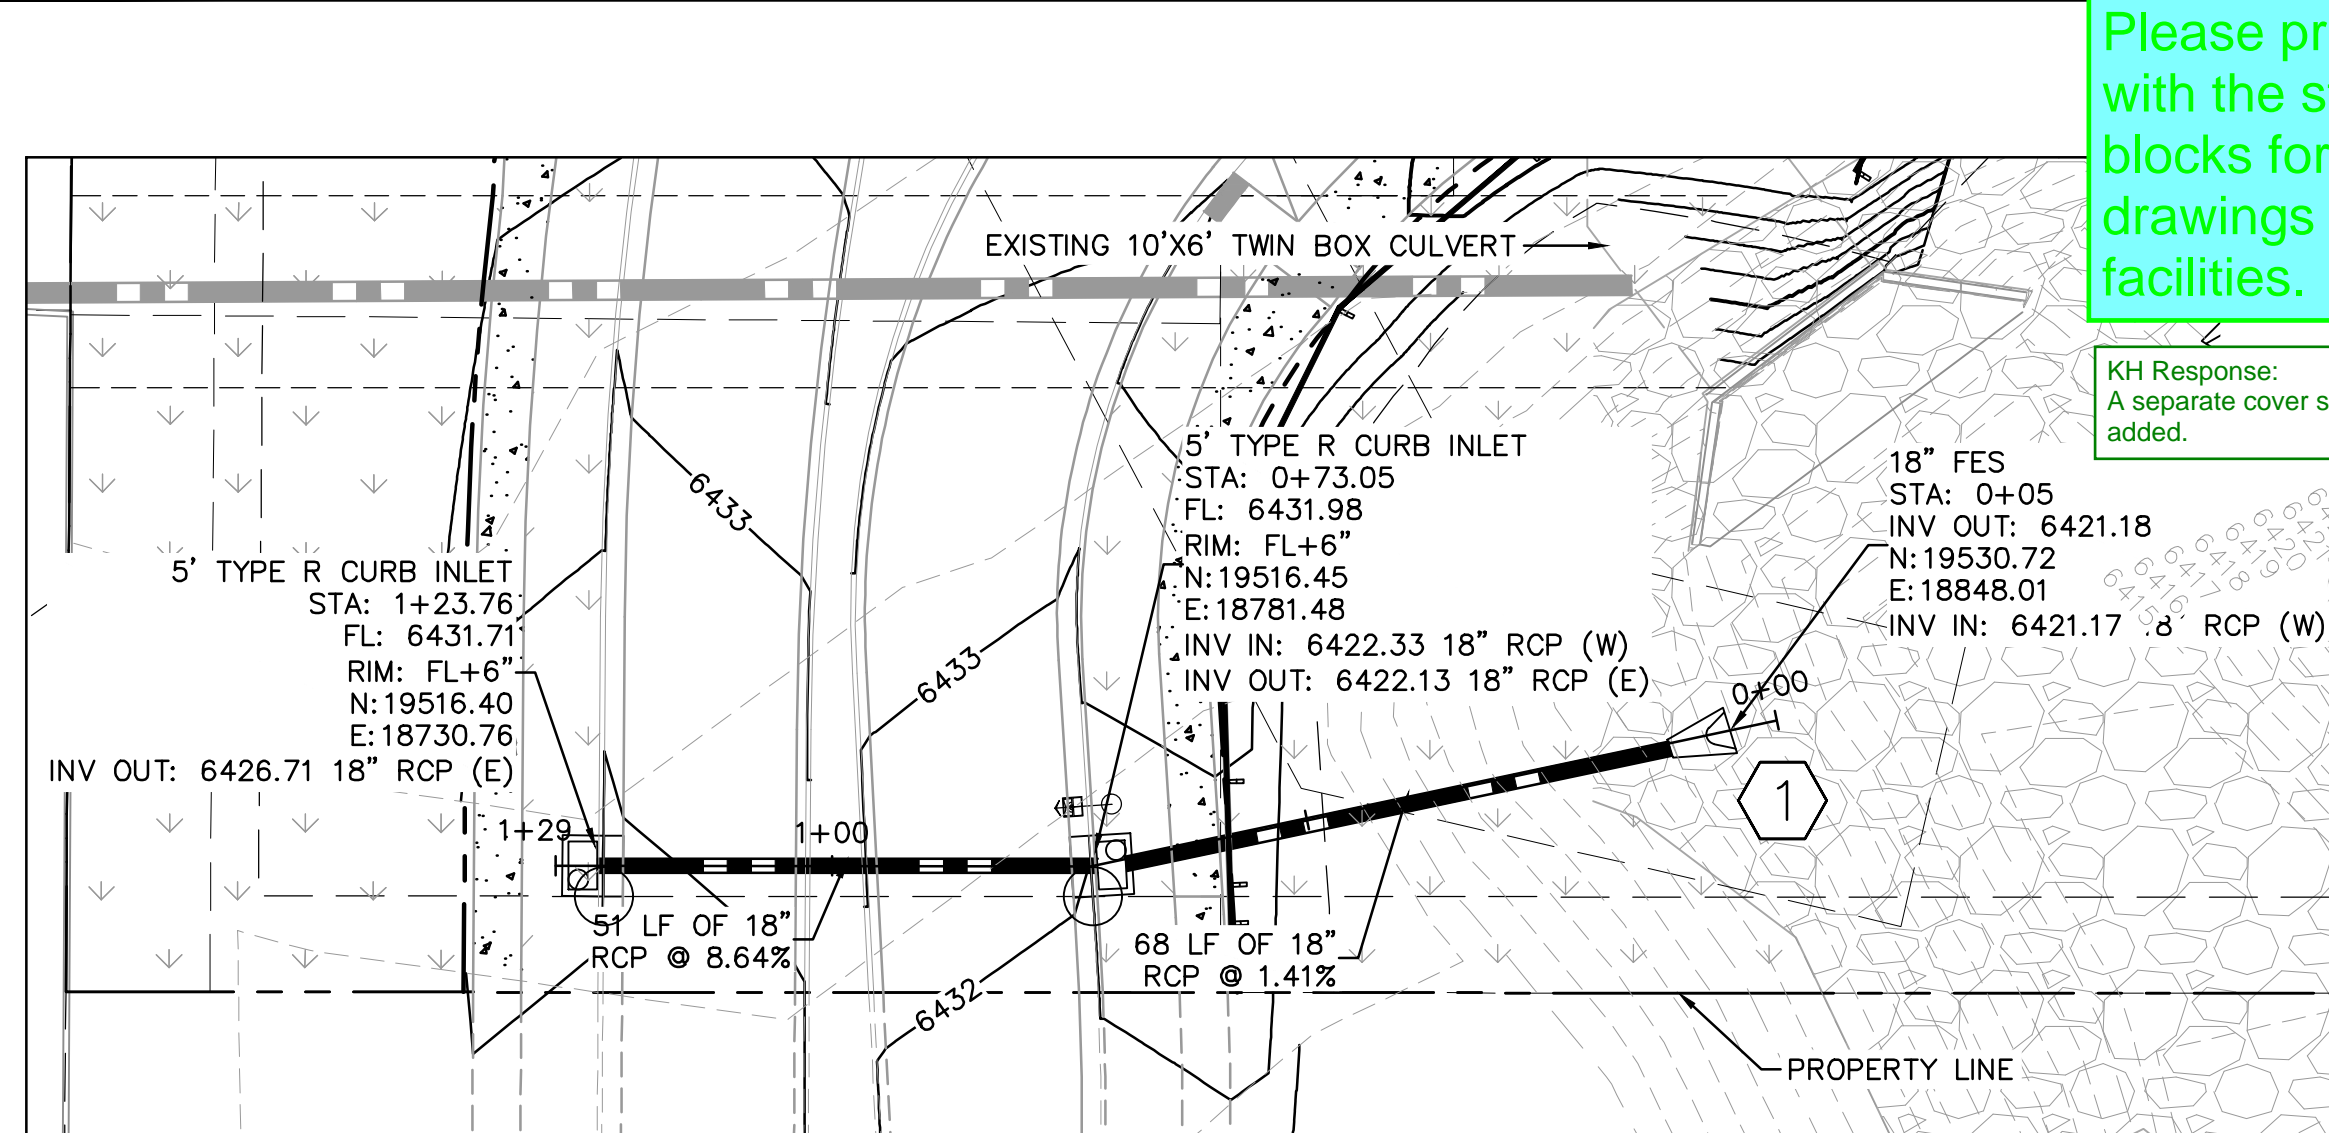 Please pr
with the s
blocks for
drawings
facilities.
KH Response:
A separate cover s
added.
EXISTING 10'X6' TWIN BOX CULVERT
6433
5' TYPE R CURB INLET
STA: 0+73.05
FL: 6431.98
RIM: FL+6"
N:19516.45
E:18781.48
INV IN: 6422.33 18" RCP (W)
INV OUT: 6422.13 18" RCP (E)
18" FES
STA: 0+05
INV OUT: 6421.18
N:19530.72
E:18848.01
INV IN: 6421.17 18" RCP (W)
5' TYPE R CURB INLET
STA: 1+23.76
FL: 6431.71
RIM: FL+6"
N:19516.40
E:18730.76
INV OUT: 6426.71 18" RCP (E)
6433
0+00
1
1+29
1+00
51 LF OF 18"
RCP @ 8.64%
68 LF OF 18"
RCP @ 1.41%
6432
PROPERTY LINE
6415
6416
6417
6418